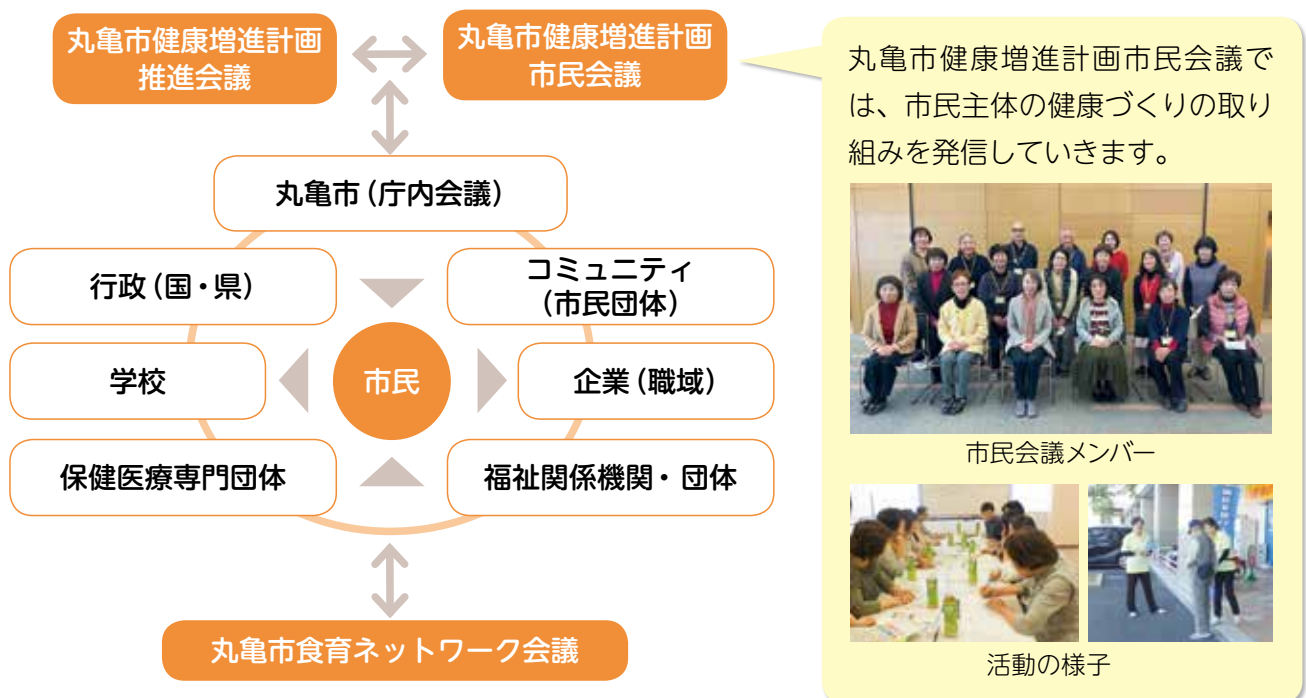 丸亀市健康増進計画
推進会議
丸亀市健康増進計画
市民会議
丸亀市（庁内会議）
行政（国・県）
コミュニティ
（市民団体）
学校
市民
企業（職域）
保健医療専門団体
福祉関係機関・団体
丸亀市食育ネットワーク会議
丸亀市健康増進計画市民会議で
は、市民主体の健康づくりの取り
組みを発信していきます。
市民会議メンバー
活動の様子